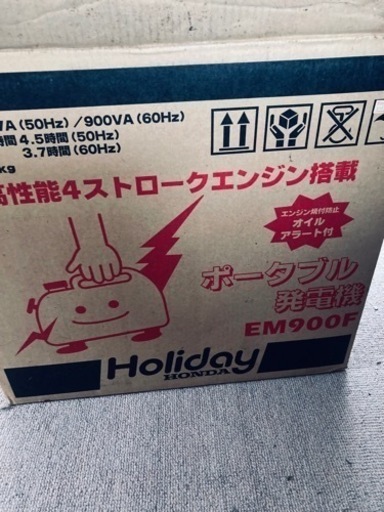 VA(50Hz)/900VA(60Hz)
時間4.5時間(50Hz)
3.7時間(60Hz)
kg
高性能4ストロークエンジン搭載
エンジン焼付防止
オイル
アラート付
ポータブル
発電機
EM900F
Holiday
HONDA